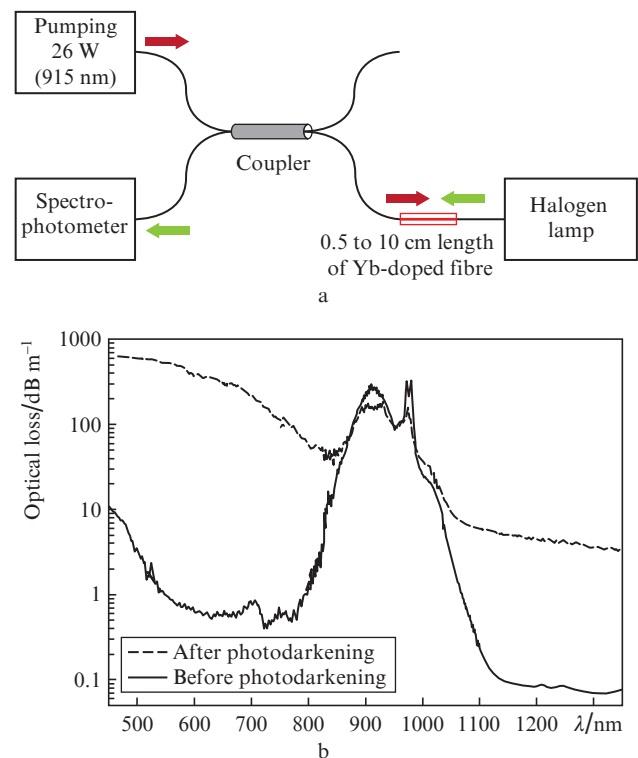 Pumping
26 W
(915 nm)
Coupler
Spectro-
photometer
Halogen
lamp
0.5 to 10 cm length
of Yb-doped fibre
a
Optical loss/dB m⁻¹
1000
100
10
1
0.1
After photodarkening
Before photodarkening
500 600 700 800 900 1000 1100 1200 λ/nm
b